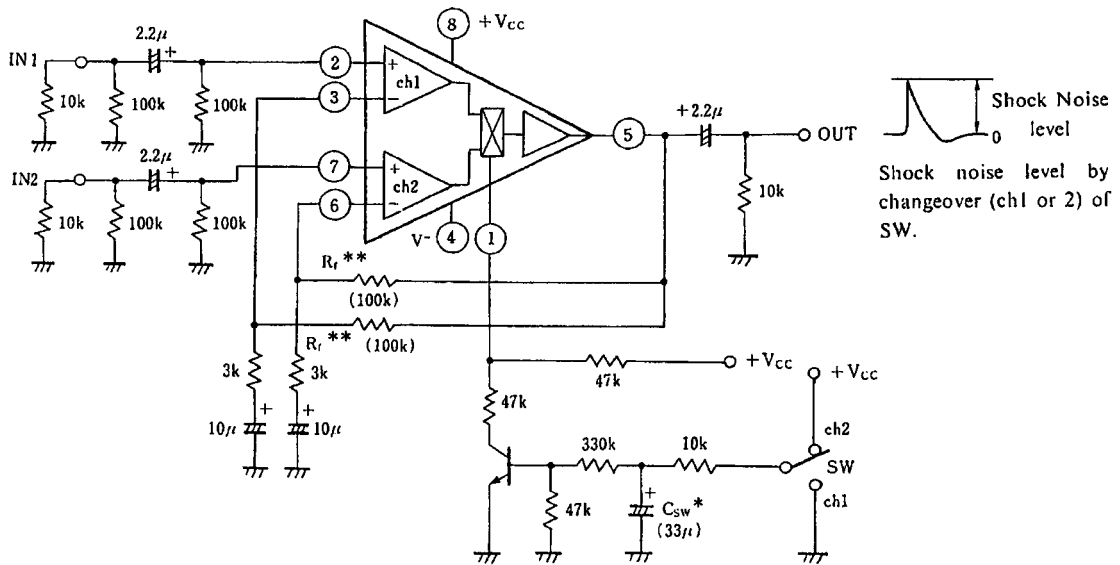 8 +Vcc
2.2μ +
IN1
2
+
ch1
3
−
10k
100k
100k
+2.2μ
5
OUT
Shock Noise
level
0
Shock noise level by
changeover (ch1 or 2) of
SW.
2.2μ +
IN2
7
+
ch2
6
−
10k
100k
100k
10k
V- 4
1
Rf **
(100k)
Rf **
(100k)
3k
3k
47k
+Vcc
+Vcc
47k
+
10μ
+
10μ
ch2
330k
10k
SW
ch1
47k
+
Csw*
(33μ)